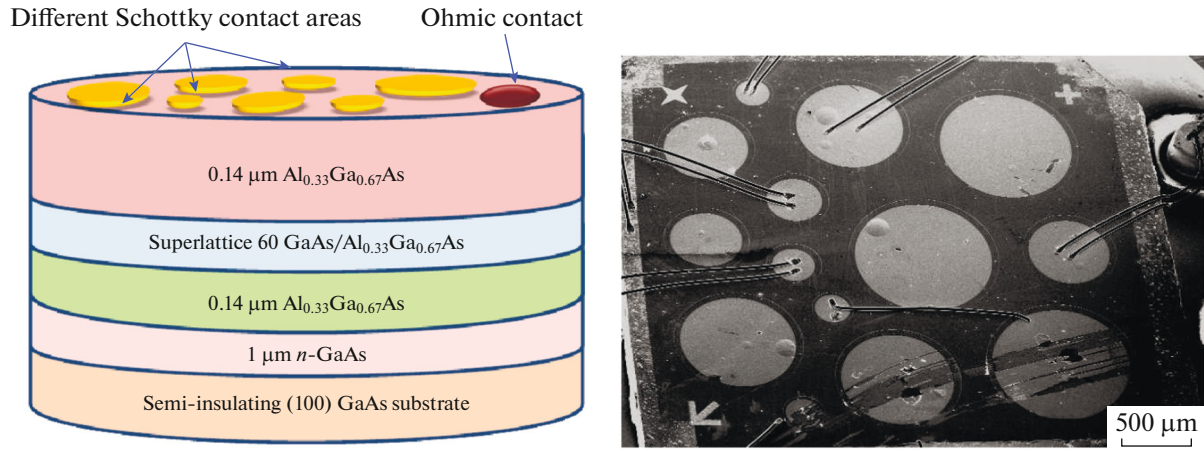 Different Schottky contact areas
Ohmic contact
0.14 μm Al₀.₃₃Ga₀.₆₇As
Superlattice 60 GaAs/Al₀.₃₃Ga₀.₆₇As
0.14 μm Al₀.₃₃Ga₀.₆₇As
1 μm n-GaAs
Semi-insulating (100) GaAs substrate
500 μm